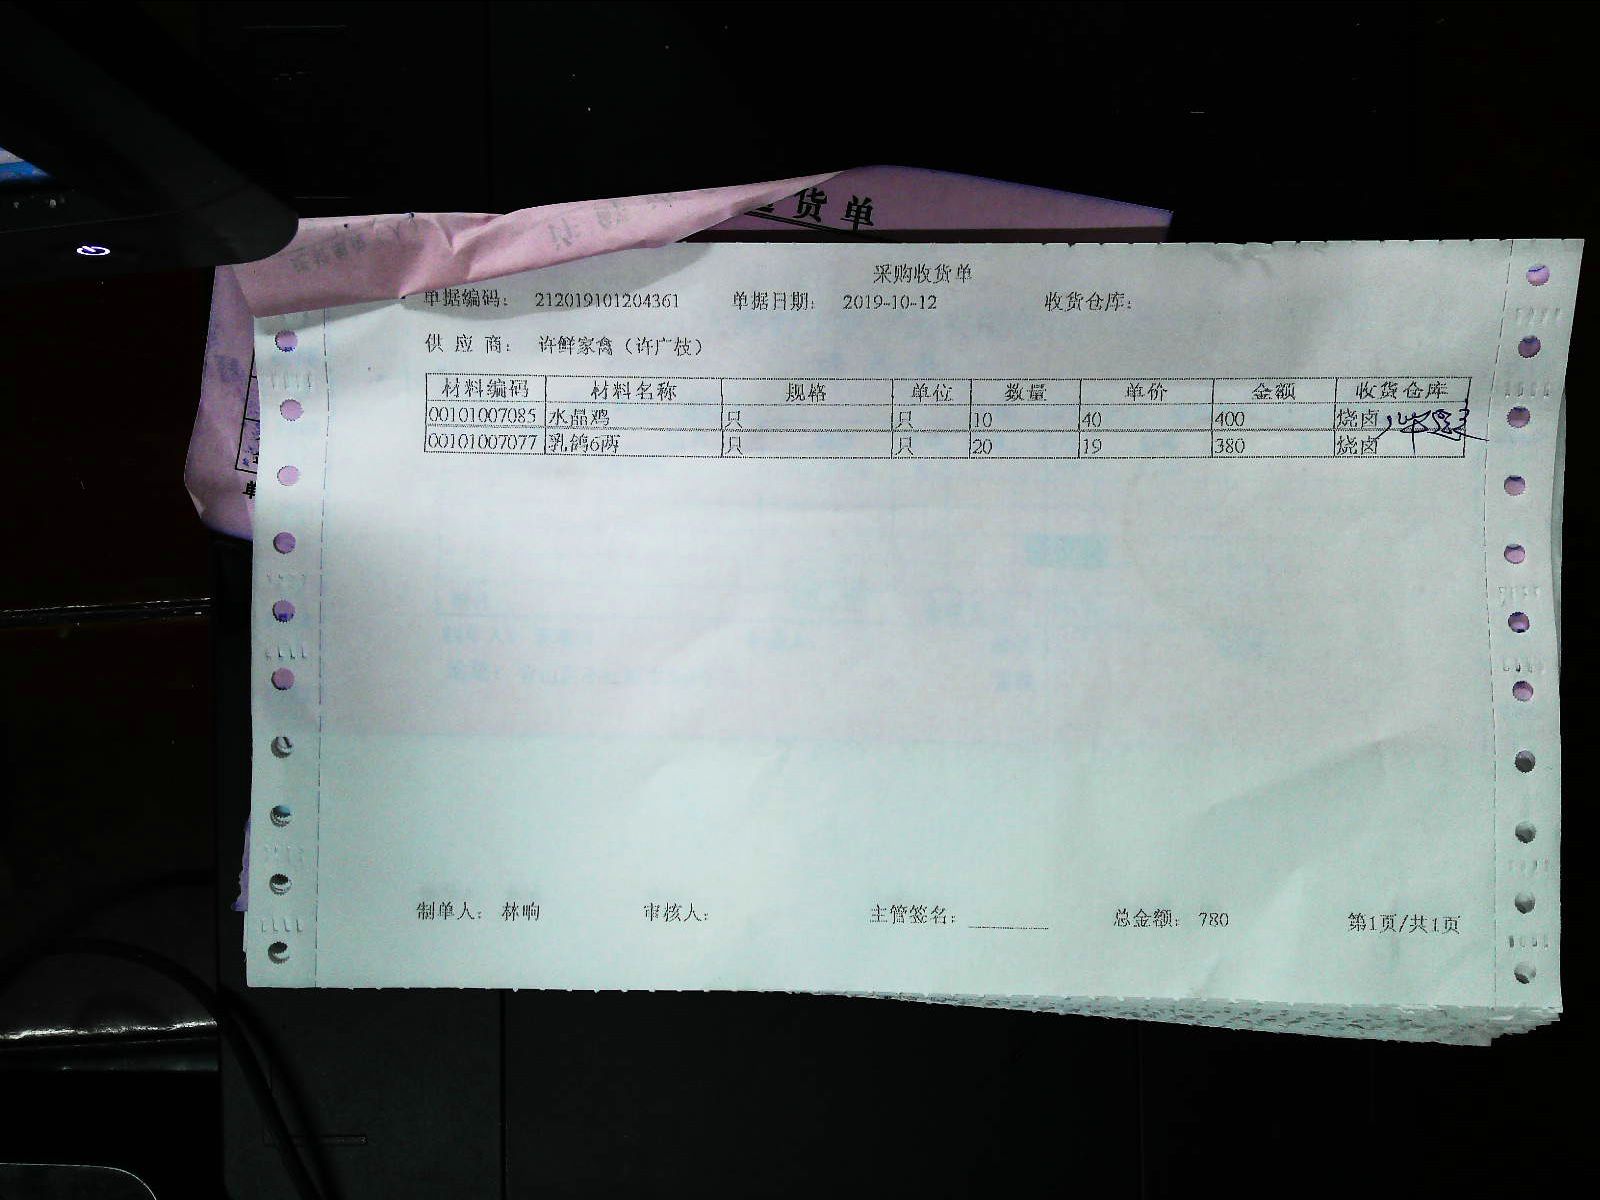 货单
采购收货单
单据编码： 212019101204361 单据日期： 2019-10-12 收货仓库：
供应商： 许鲜家禽（许广枝）
材料编码 材料名称 规格 单位 数量 单价 金额 收货仓库
00101007085 水晶鸡 只 只 10 40 400 烧卤
00101007077 乳鸽6两 只 只 20 19 380 烧卤
制单人： 林响 审核人： 主管签名： 总金额： 780 第1页/共1页